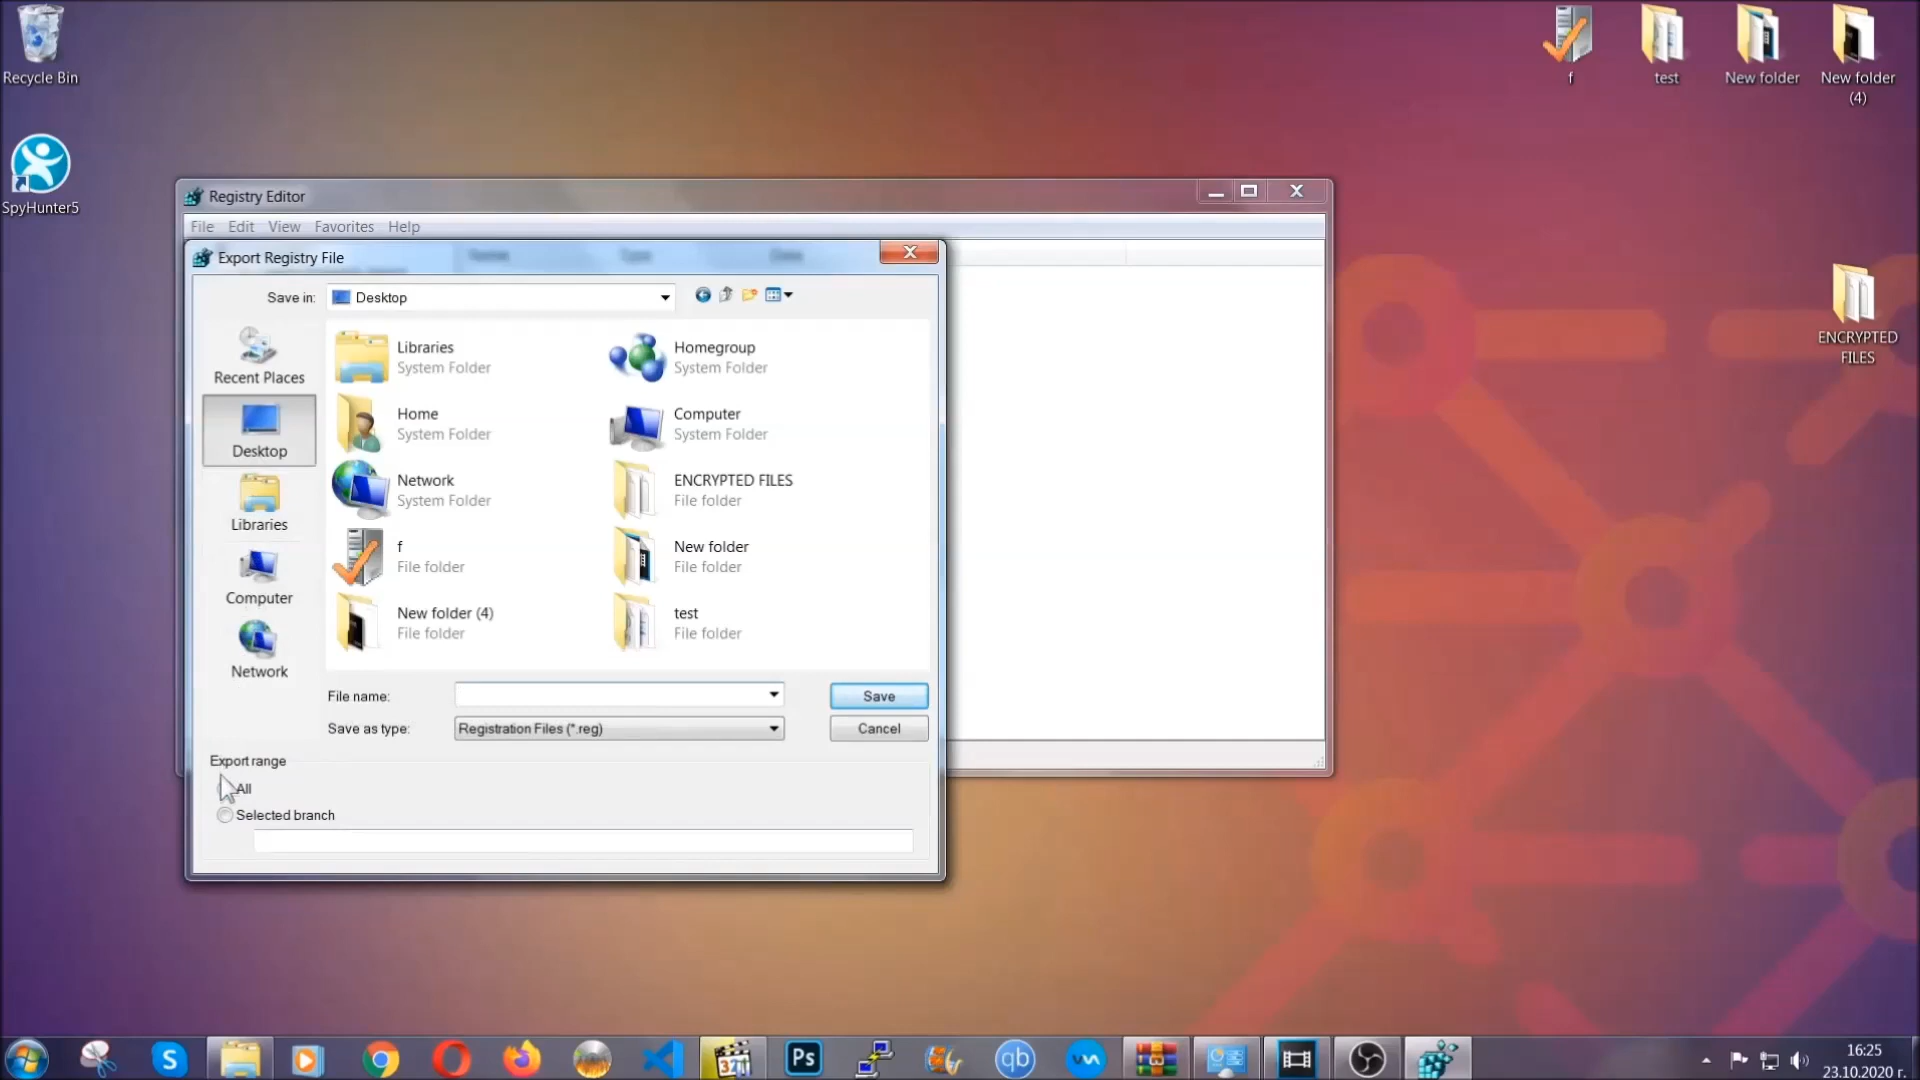 Recycle Bin
SpyHunter5
f
test
New folder
New folder
(4)
ENCRYPTED
FILES
Registry Editor
File Edit View Favorites Help
Export Registry File
Save in:
Desktop
Recent Places
Desktop
Libraries
Computer
Network
Libraries
System Folder
Homegroup
System Folder
Home
System Folder
Computer
System Folder
Network
System Folder
ENCRYPTED FILES
File folder
f
File folder
New folder
File folder
New folder (4)
File folder
test
File folder
File name:
Save
Save as type:
Registration Files (*.reg)
Cancel
Export range
All
Selected branch
S
321
Ps
qb
16:25
23.10.2020 г.